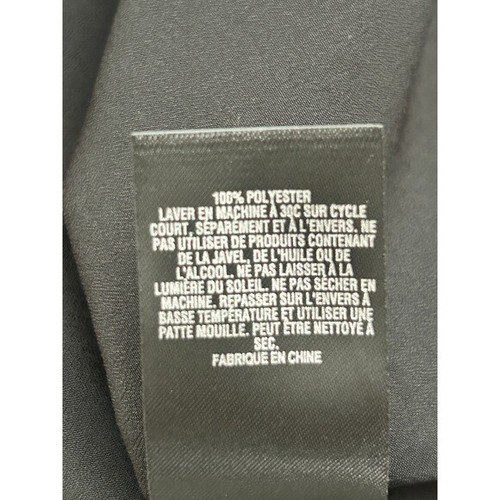 100% POLYESTER
LAVER EN MACHINE À 30C SUR CYCLE
COURT, SÉPARÉMENT ET À L'ENVERS. NE
PAS UTILISER DE PRODUITS CONTENANT
DE LA JAVEL, DE L'HUILE OU DE
L'ALCOOL. NE PAS LAISSER À LA
LUMIÈRE DU SOLEIL. NE PAS SÉCHER EN
MACHINE. REPASSER SUR L'ENVERS À
BASSE TEMPÉRATURE ET UTILISER UNE
PATTE MOUILLE. PEUT ÊTRE NETTOYÉ À
SEC.
FABRIQUE EN CHINE